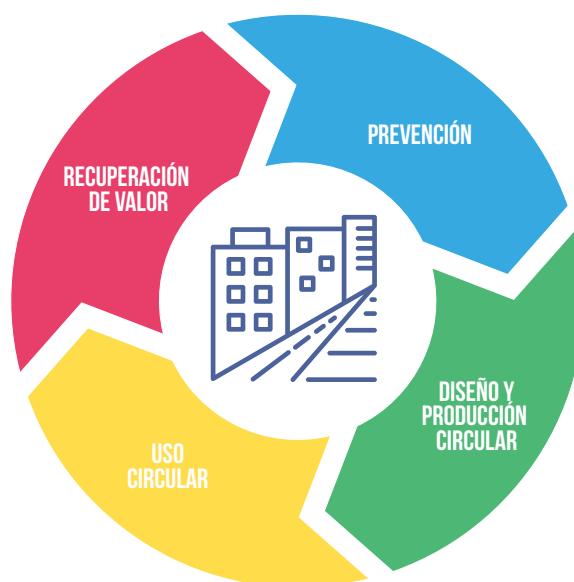 PREVENCIÓN
DISEÑO Y
PRODUCCIÓN
CIRCULAR
USO
CIRCULAR
RECUPERACIÓN
DE VALOR